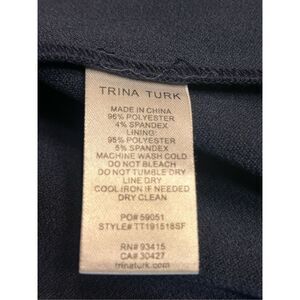 TRINA TURK
MADE IN CHINA
96% POLYESTER
4% SPANDEX
LINING:
95% POLYESTER
5% SPANDEX
MACHINE WASH COLD
DO NOT BLEACH
DO NOT TUMBLE DRY
LINE DRY
COOL IRON IF NEEDED
DRY CLEAN
PO# 59051
STYLE# TT191518SF
RN# 93415
CA# 30427
trinaturk.com